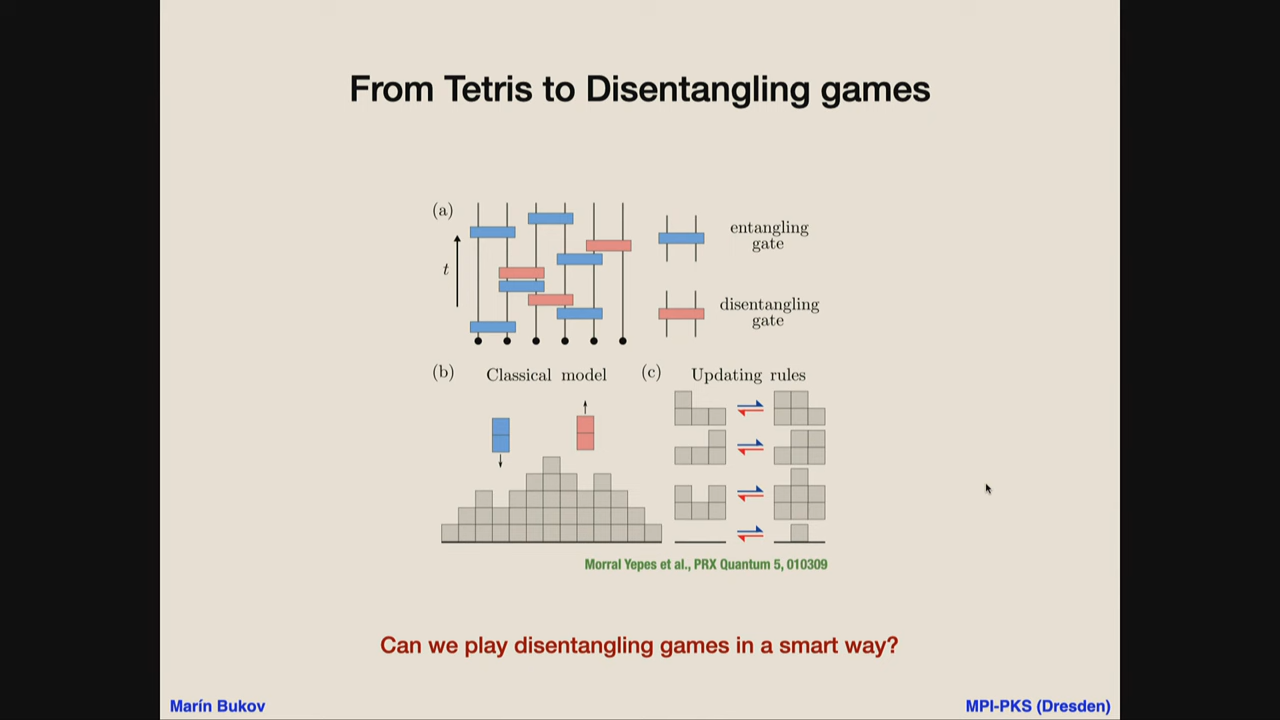 From Tetris to Disentangling games
(a)
t
entangling
gate
disentangling
gate
(b) Classical model
(c) Updating rules
Morral Yepes et al., PRX Quantum 5, 010309
Can we play disentangling games in a smart way?
Marín Bukov
MPI-PKS (Dresden)